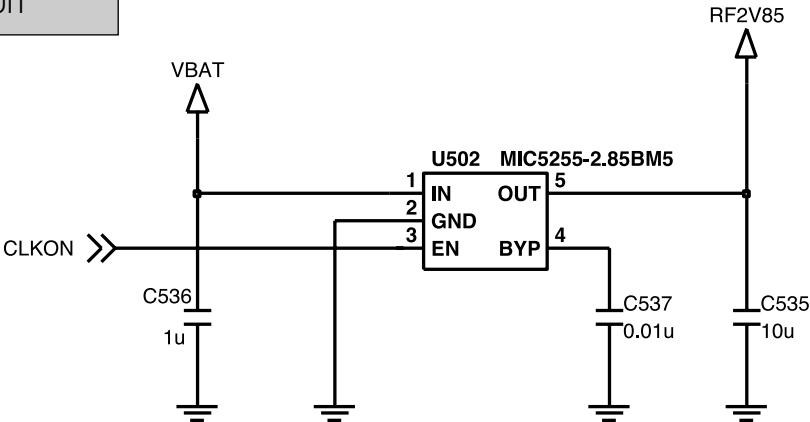 RF2V85
VBAT
U502 MIC5255-2.85BM5
1 IN OUT 5
2 GND
3 EN BYP 4
CLKON
C536
1u
C537
0.01u
C535
10u